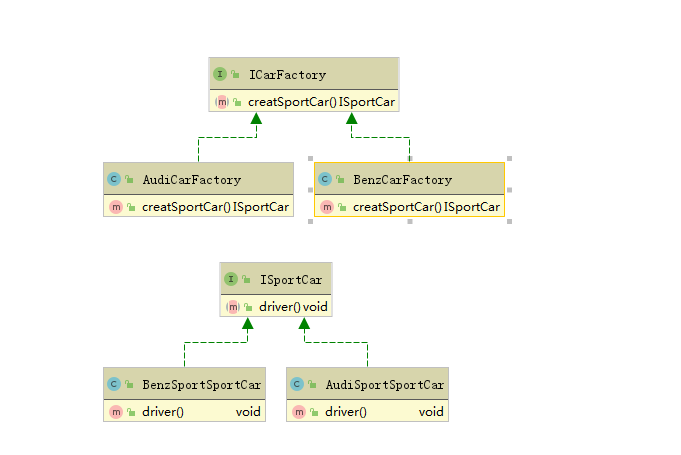 I ICarFactory
m creatSportCar() ISportCar
C AudiCarFactory
m creatSportCar() ISportCar
C BenzCarFactory
m creatSportCar() ISportCar
I ISportCar
m driver() void
C BenzSportSportCar
m driver() void
C AudiSportSportCar
m driver() void